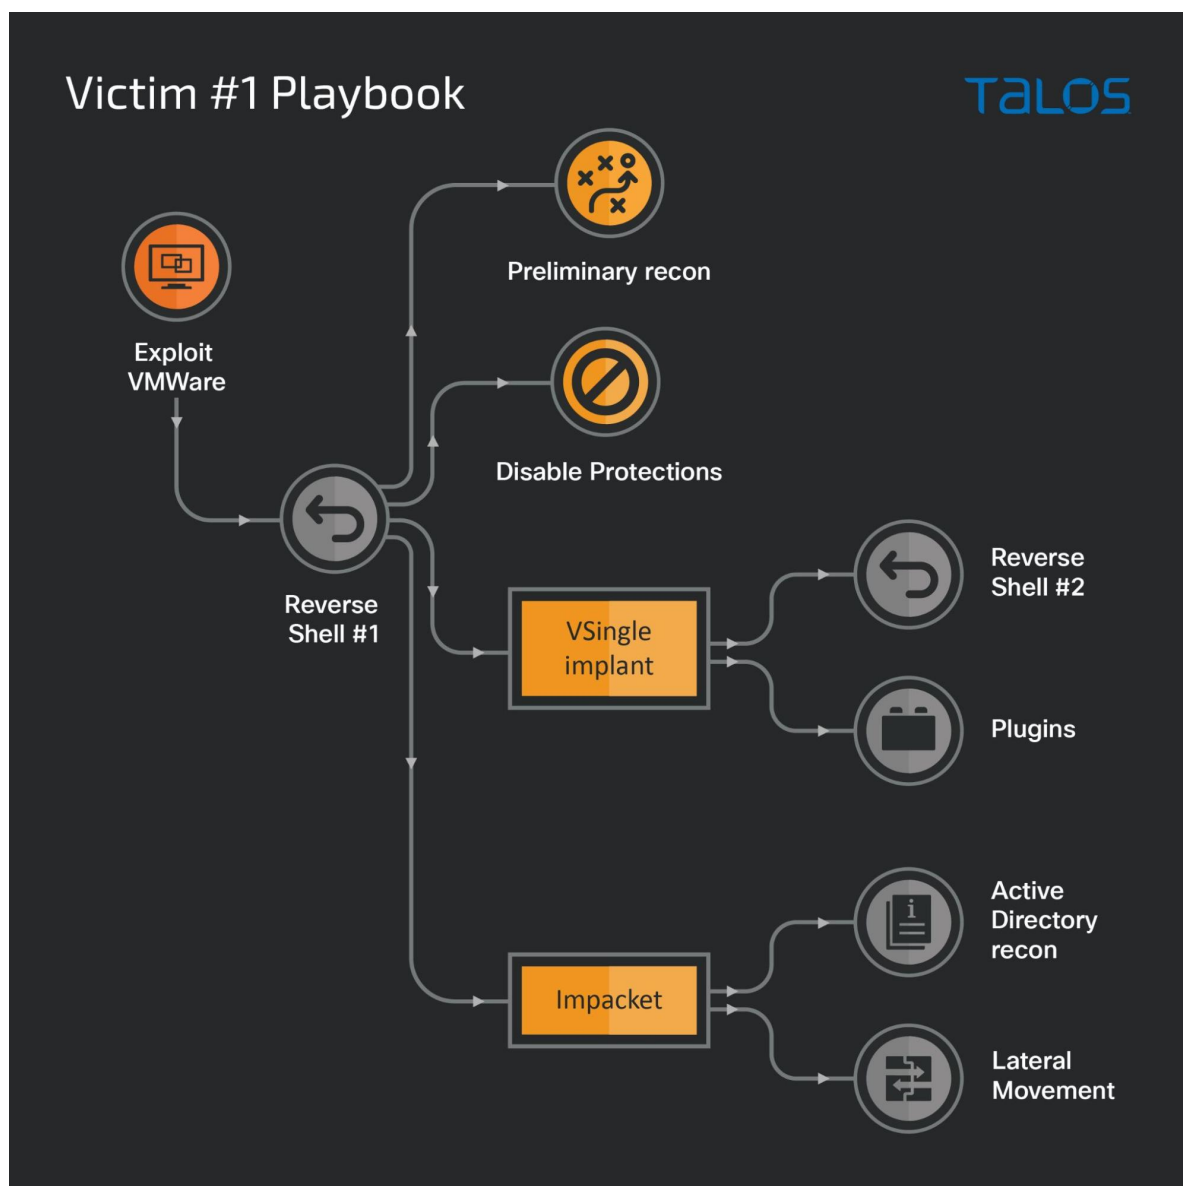 Victim #1 Playbook
TALOS
Preliminary recon
Exploit
VMWare
Disable Protections
Reverse
Shell #1
VSingle
implant
Reverse
Shell #2
Plugins
Active
Directory
recon
Impacket
Lateral
Movement